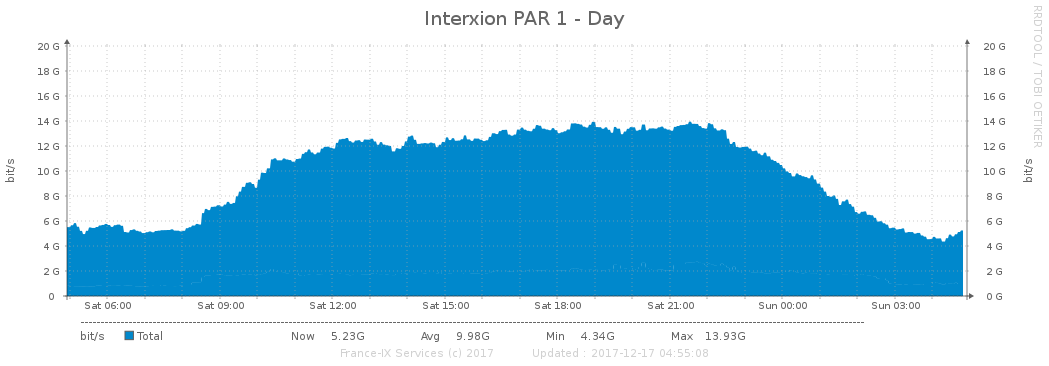 Interxion PAR 1 - Day
RRDTOOL / TOBI OETIKER
20 G 20 G
18 G 18 G
16 G 16 G
14 G 14 G
12 G 12 G
10 G 10 G
8 G 8 G
6 G 6 G
4 G 4 G
2 G 2 G
0 0 G
bit/s
bit/s
Sat 06:00 Sat 09:00 Sat 12:00 Sat 15:00 Sat 18:00 Sat 21:00 Sun 00:00 Sun 03:00
bit/s Total Now 5.23G Avg 9.98G Min 4.34G Max 13.93G
France-IX Services (c) 2017 Updated : 2017-12-17 04:55:08